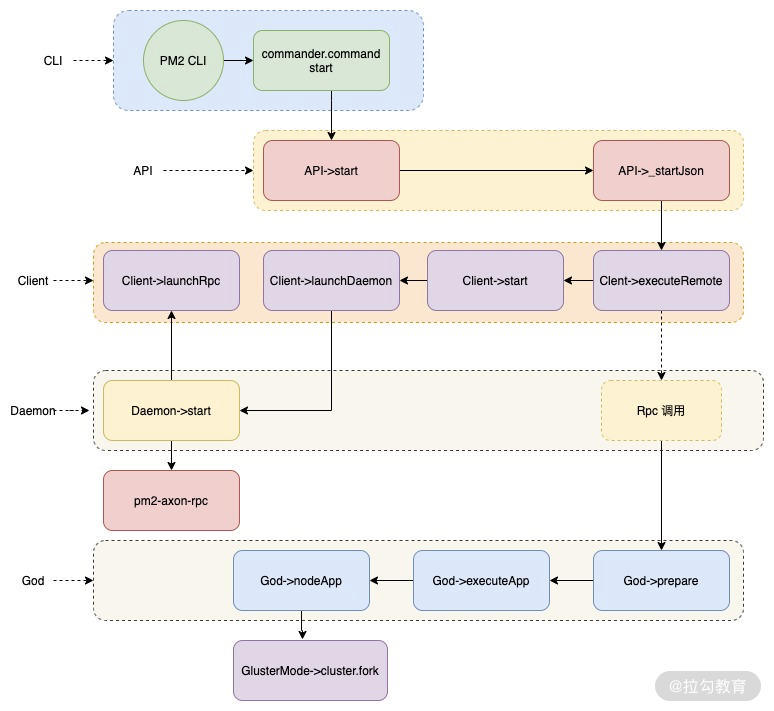 CLI
PM2 CLI
commander.command
start
API
API->start
API->_startJson
Client
Client->launchRpc
Client->launchDaemon
Client->start
Clent->executeRemote
Daemon
Daemon->start
Rpc 调用
pm2-axon-rpc
God
God->nodeApp
God->executeApp
God->prepare
GlusterMode->cluster.fork
@拉勾教育